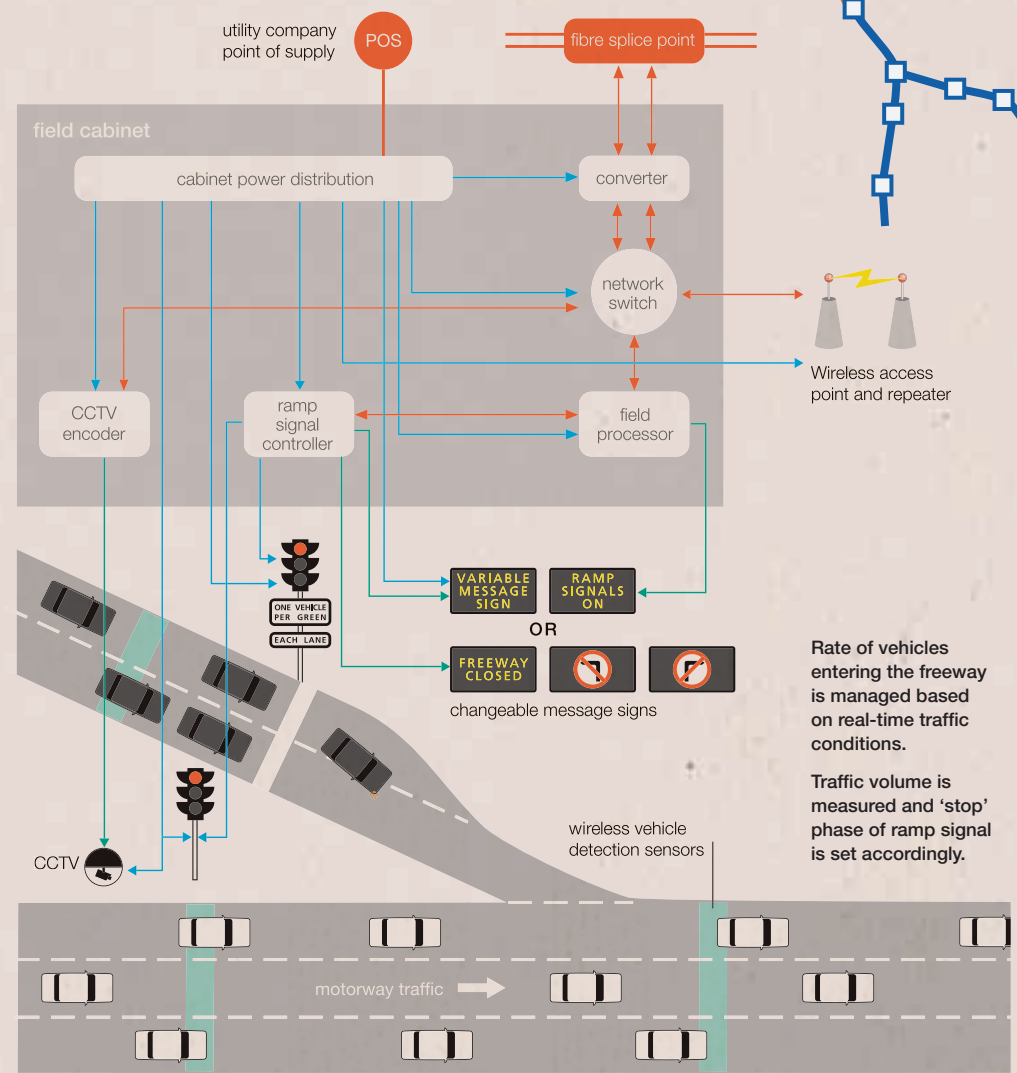 utility company
point of supply
POS
fibre splice point
field cabinet
cabinet power distribution
converter
network
switch
Wireless access
point and repeater
CCTV
encoder
ramp
signal
controller
field
processor
VARIABLE
MESSAGE
SIGN
RAMP
SIGNALS
ON
ONE VEHICLE
PER GREEN
EACH LANE
OR
FREEWAY
CLOSED
changeable message signs
Rate of vehicles
entering the freeway
is managed based
on real-time traffic
conditions.
Traffic volume is
measured and ‘stop’
phase of ramp signal
is set accordingly.
wireless vehicle
detection sensors
CCTV
motorway traffic